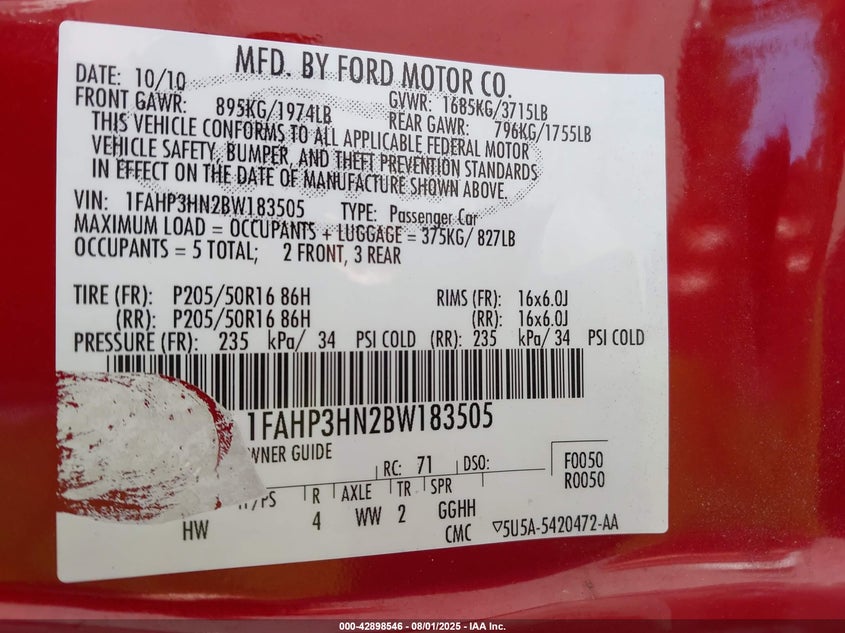 MFD. BY FORD MOTOR CO.
DATE: 10/10
GVWR: 1685KG/3715LB
FRONT GAWR: 895KG/1974LB
REAR GAWR: 796KG/1755LB
THIS VEHICLE CONFORMS TO ALL APPLICABLE FEDERAL MOTOR
VEHICLE SAFETY, BUMPER, AND THEFT PREVENTION STANDARDS
IN EFFECT ON THE DATE OF MANUFACTURE SHOWN ABOVE.
VIN: 1FAHP3HN2BW183505 TYPE: Passenger Car
MAXIMUM LOAD = OCCUPANTS + LUGGAGE = 375KG/ 827LB
OCCUPANTS = 5 TOTAL; 2 FRONT, 3 REAR
TIRE (FR): P205/50R16 86H RIMS (FR): 16x6.0J
(RR): P205/50R16 86H (RR): 16x6.0J
PRESSURE (FR): 235 kPa/ 34 PSI COLD (RR): 235 kPa/ 34 PSI COLD
1FAHP3HN2BW183505
WNER GUIDE
RC: 71 DSO: F0050
R0050
/PS R AXLE TR SPR
HW 4 WW 2 GGHH
CMC ▽5U5A-5420472-AA
000-42898546 - 08/01/2025 - IAA Inc.